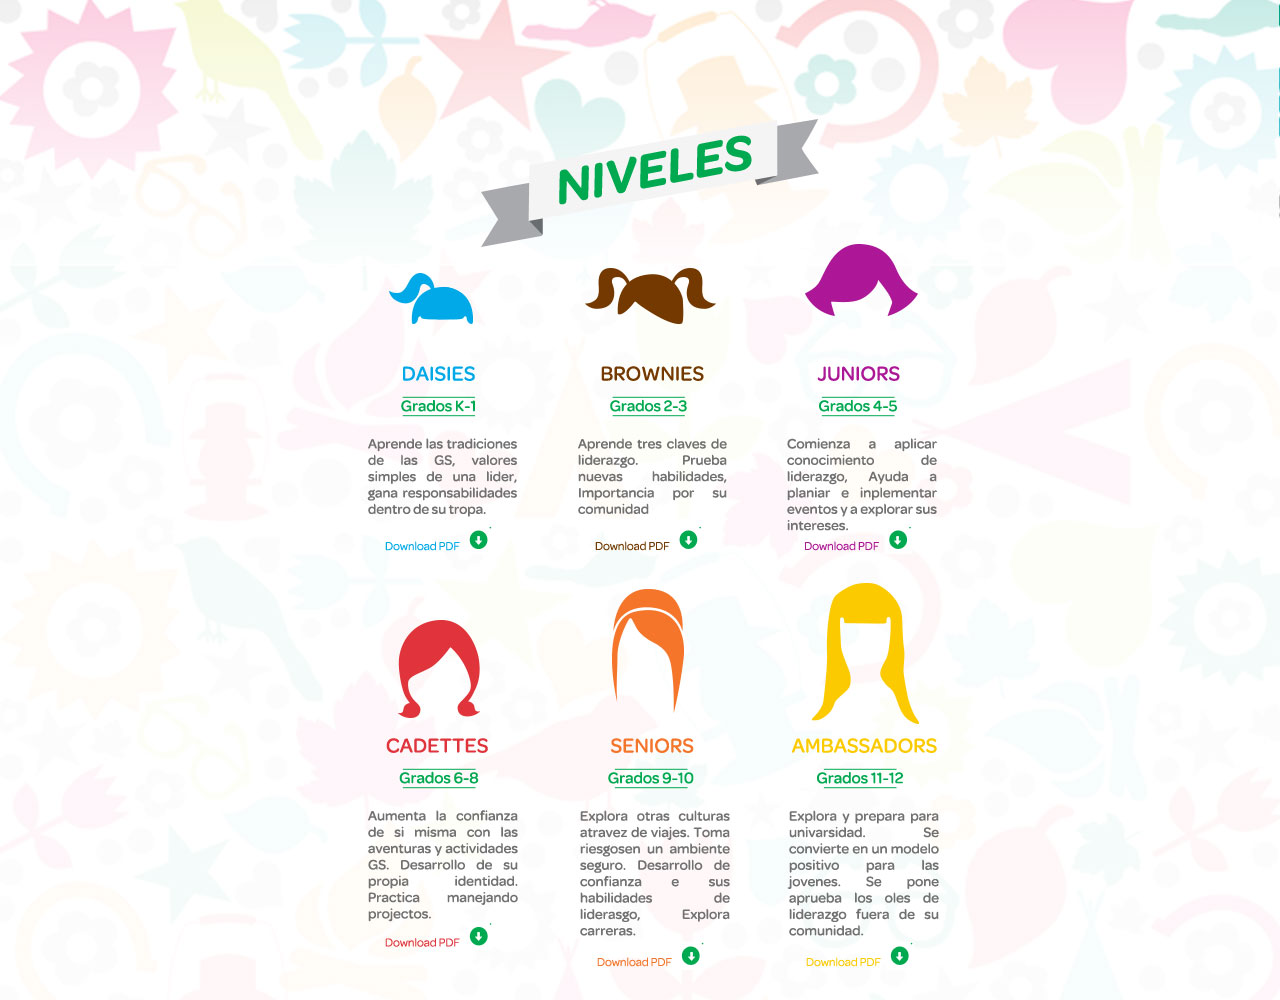 NIVELES
DAISIES
Grados K-1
Aprende las tradiciones
de las GS, valores
simples de una lider,
gana responsabilidades
dentro de su tropa.
Download PDF
BROWNIES
Grados 2-3
Aprende tres claves de
liderazgo. Prueba
nuevas habilidades,
Importancia por su
comunidad
Download PDF
JUNIORS
Grados 4-5
Comienza a aplicar
conocimiento de
liderazgo, Ayuda a
planiar e inplementar
eventos y a explorar sus
intereses.
Download PDF
CADETTES
Grados 6-8
Aumenta la confianza
de si misma con las
aventuras y actividades
GS. Desarrollo de su
propia identidad.
Practica manejando
projectos.
Download PDF
SENIORS
Grados 9-10
Explora otras culturas
atravez de viajes. Toma
riesgosen un ambiente
seguro. Desarrollo de
confianza e sus
habilidades de
liderasgo, Explora
carreras.
Download PDF
AMBASSADORS
Grados 11-12
Explora y prepara para
univarsidad. Se
convierte en un modelo
positivo para las
jovenes. Se pone
aprueba los oles de
liderazgo fuera de su
comunidad.
Download PDF